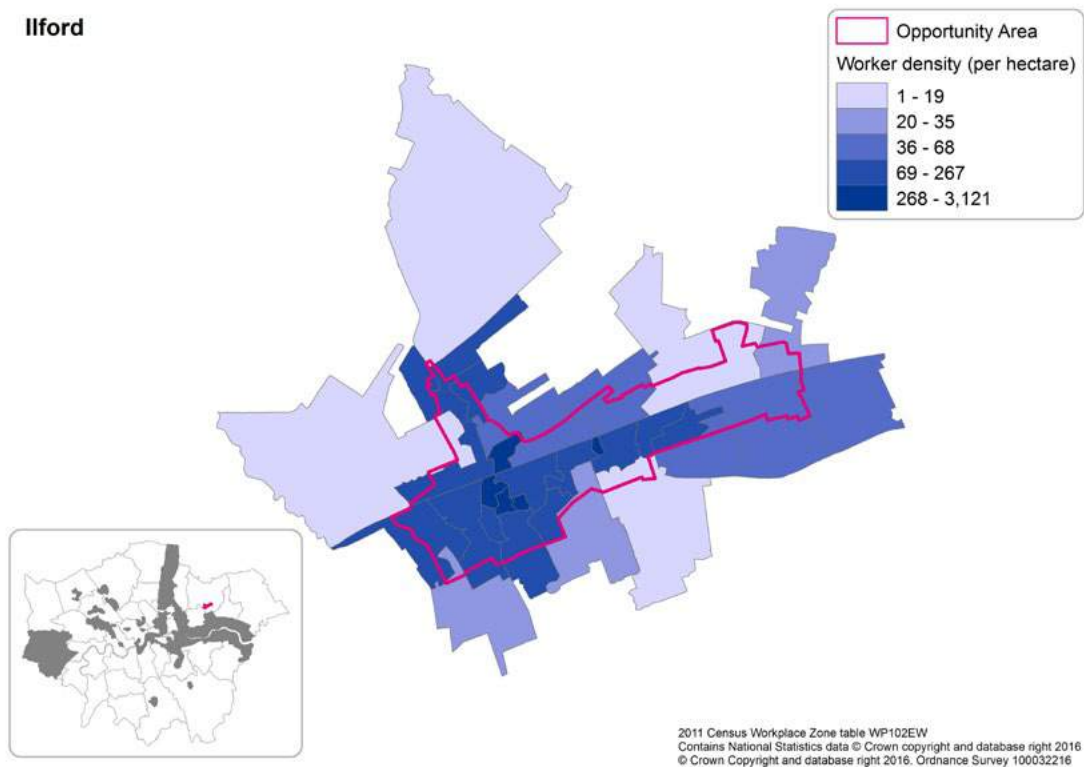 Ilford
Opportunity Area
Worker density (per hectare)
1 - 19
20 - 35
36 - 68
69 - 267
268 - 3,121
2011 Census Workplace Zone table WP102EW
Contains National Statistics data © Crown copyright and database right 2016
© Crown Copyright and database right 2016. Ordnance Survey 100032216